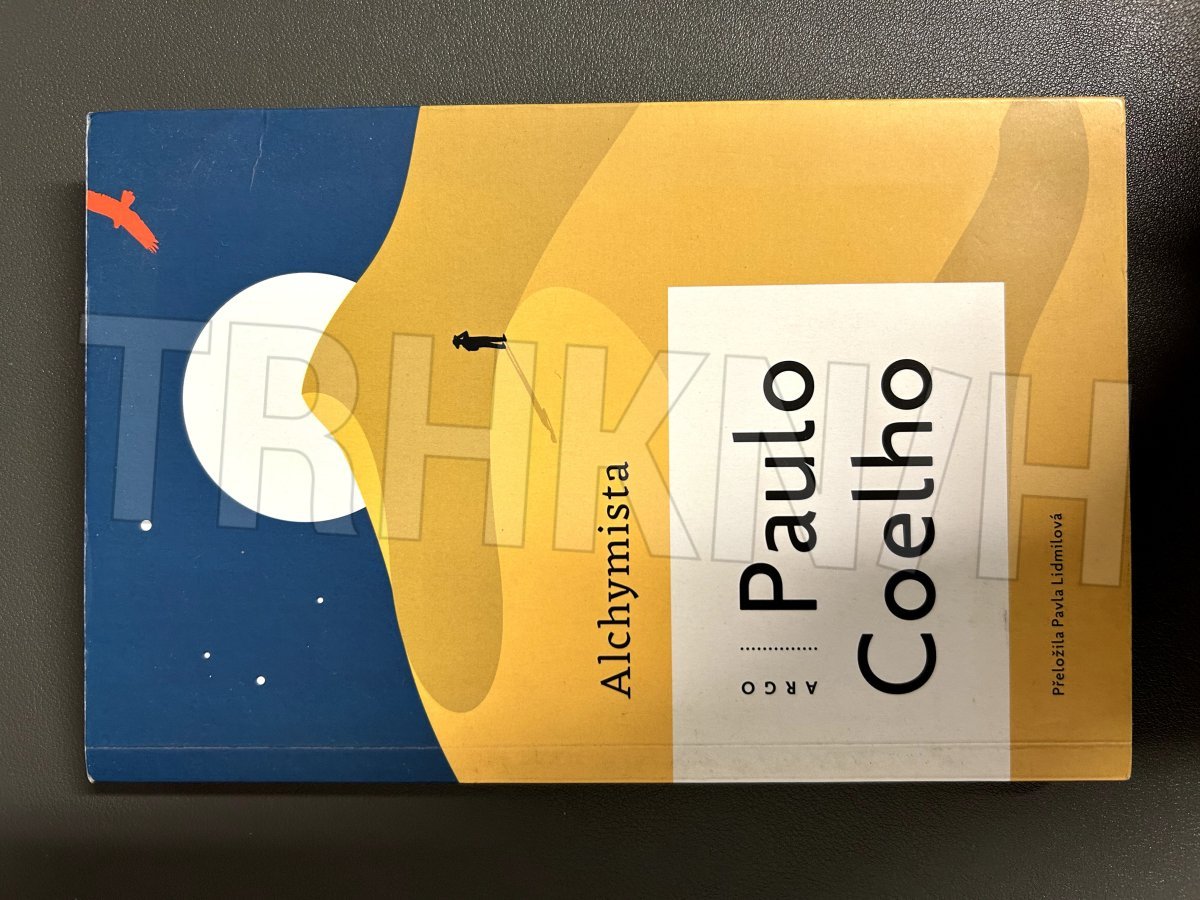 Alchymista
ARGO
Paulo
Coelho
Přeložila Pavla Lidmilová
TRHKNIH